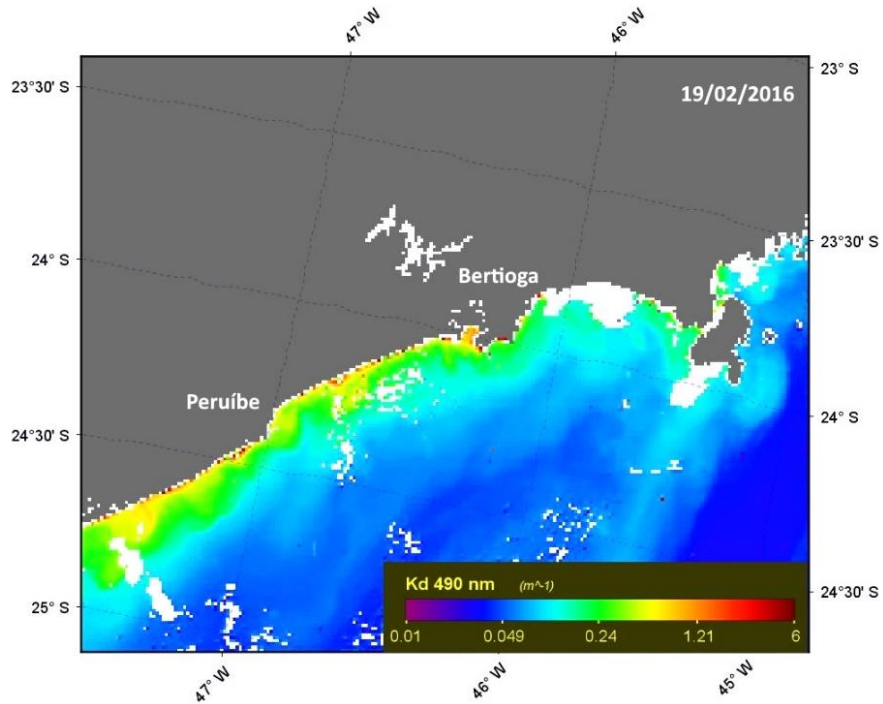 47° W
46° W
23°30' S
23° S
19/02/2016
24° S
23°30' S
Bertioga
Peruíbe
24°30' S
24° S
Kd 490 nm (m^-1)
0.01 0.049 0.24 1.21 6
25° S
24°30' S
47° W
46° W
45° W